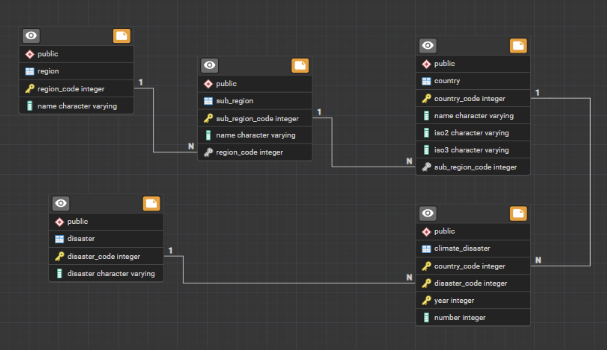 public
region
region_code integer
name character varying
1
N
public
sub_region
sub_region_code integer
name character varying
region_code integer
1
N
public
country
country_code integer
name character varying
iso2 character varying
iso3 character varying
sub_region_code integer
1
N
public
disaster
disaster_code integer
disaster character varying
1
N
public
climate_disaster
country_code integer
disaster_code integer
year integer
number integer